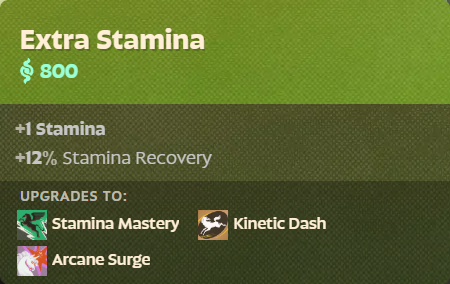 Extra Stamina
800
+1 Stamina
+12% Stamina Recovery
UPGRADES TO:
Stamina Mastery Kinetic Dash
Arcane Surge